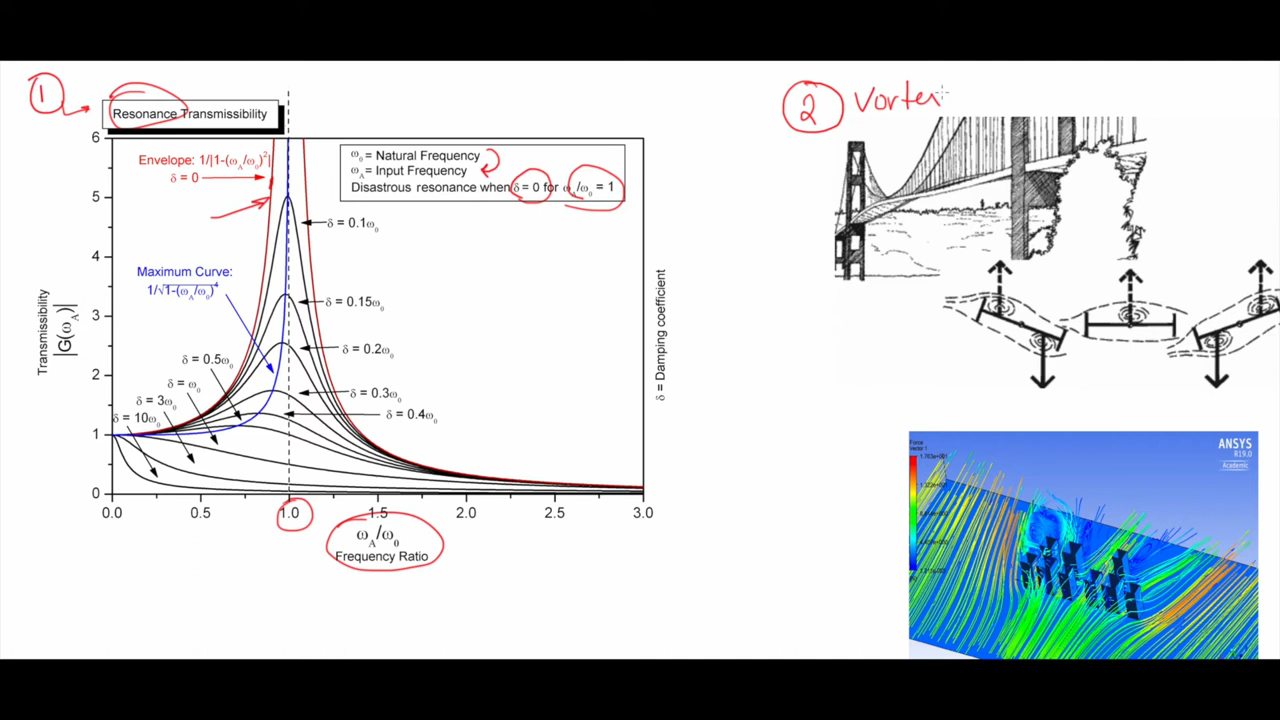 1
Resonance Transmissibility
6
5
4
3
2
1
0
Transmissibility
|G(ω_A)|
Envelope: 1/|1-(ω_A/ω_0)²|
δ = 0
ω_0 = Natural Frequency
ω_A = Input Frequency
Disastrous resonance when δ = 0 for ω_A/ω_0 = 1
δ = 0.1ω_0
Maximum Curve:
1/√1-(ω_A/ω_0)⁴
δ = 0.15ω_0
δ = 0.2ω_0
δ = 0.5ω_0
δ = ω_0
δ = 0.3ω_0
δ = 3ω_0
δ = 0.4ω_0
δ = 10ω_0
0.0 0.5 1.0 1.5 2.0 2.5 3.0
ω_A/ω_0
Frequency Ratio
δ = Damping coefficient
2 Vorte
Force
Vector 1
ANSYS
R19.0
Academic